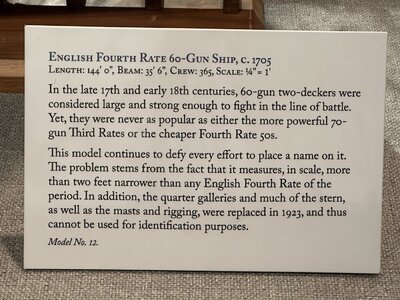 English Fourth Rate 60-Gun Ship, c. 1705
Length: 144' 0", Beam: 35' 6", Crew: 365, Scale: ¼" = 1'
In the late 17th and early 18th centuries, 60-gun two-deckers were
considered large and strong enough to fight in the line of battle.
Yet, they were never as popular as either the more powerful 70-
gun Third Rates or the cheaper Fourth Rate 50s.
This model continues to defy every effort to place a name on it.
The problem stems from the fact that it measures, in scale, more
than two feet narrower than any English Fourth Rate of the
period. In addition, the quarter galleries and much of the stern,
as well as the masts and rigging, were replaced in 1923, and thus
cannot be used for identification purposes.
Model No. 12.